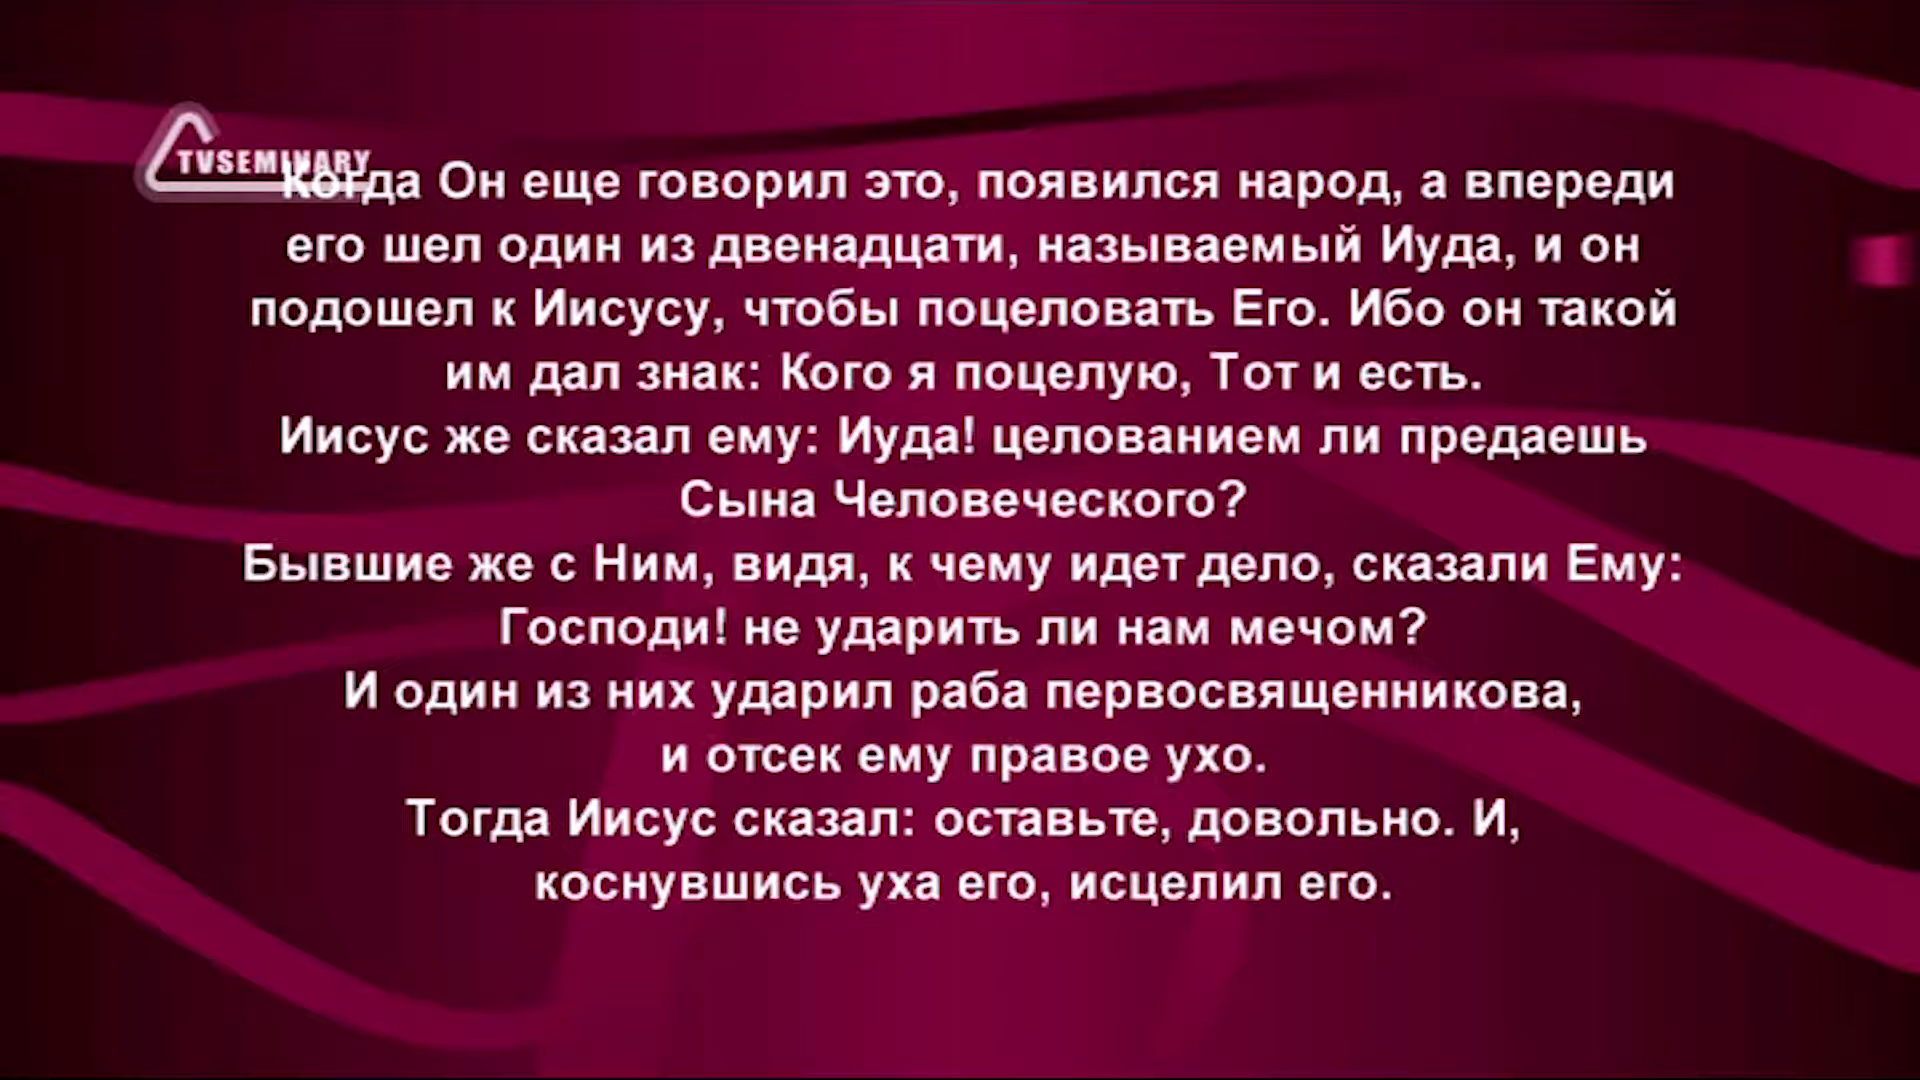 TVSEMINARY
Когда Он еще говорил это, появился народ, а впереди
его шел один из двенадцати, называемый Иуда, и он
подошел к Иисусу, чтобы поцеловать Его. Ибо он такой
им дал знак: Кого я поцелую, Тот и есть.
Иисус же сказал ему: Иуда! целованием ли предаешь
Сына Человеческого?
Бывшие же с Ним, видя, к чему идет дело, сказали Ему:
Господи! не ударить ли нам мечом?
И один из них ударил раба первосвященникова,
и отсек ему правое ухо.
Тогда Иисус сказал: оставьте, довольно. И,
коснувшись уха его, исцелил его.